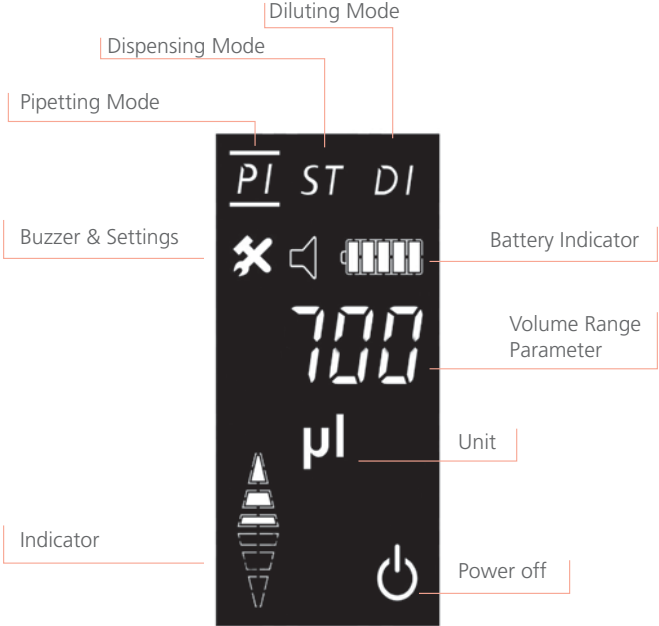 Diluting Mode
Dispensing Mode
Pipetting Mode
PI ST DI
Buzzer & Settings
Battery Indicator
700
Volume Range
Parameter
µl
Unit
Indicator
Power off